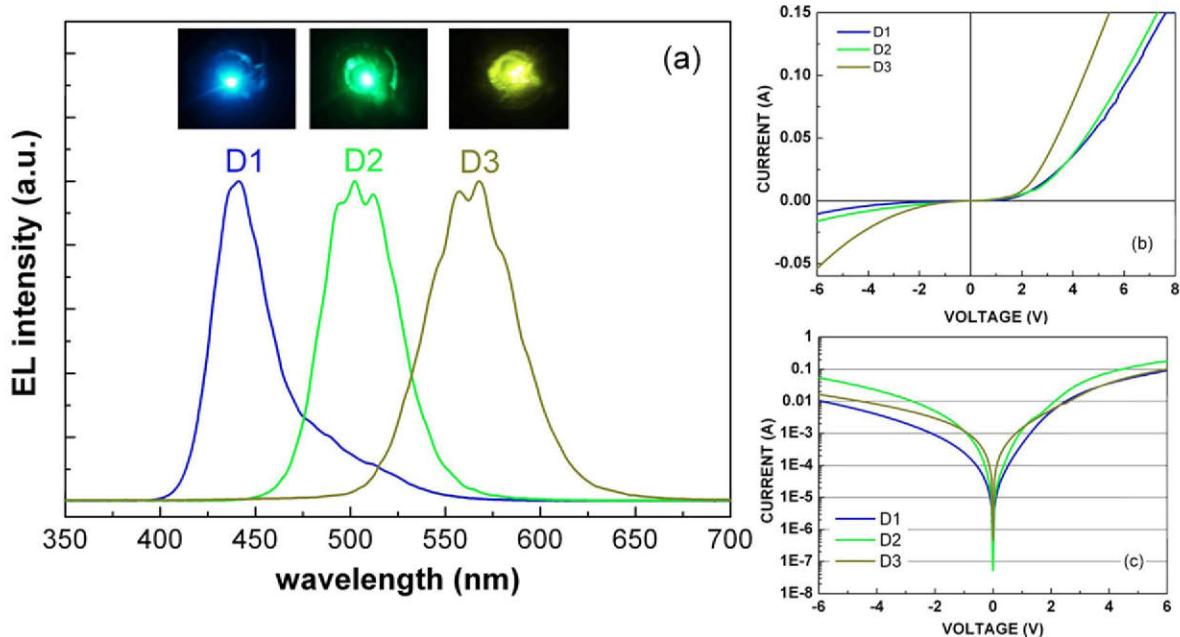 (a)
D1 D2 D3
EL intensity (a.u.)
350 400 450 500 550 600 650 700
wavelength (nm)
0.15
0.10
0.05
0.00
-0.05
CURRENT (A)
D1
D2
D3
(b)
-6 -4 -2 0 2 4 6 8
VOLTAGE (V)
1
0.1
0.01
1E-3
1E-4
1E-5
1E-6
1E-7
1E-8
CURRENT (A)
D1
D2
D3
(c)
-6 -4 -2 0 2 4 6
VOLTAGE (V)